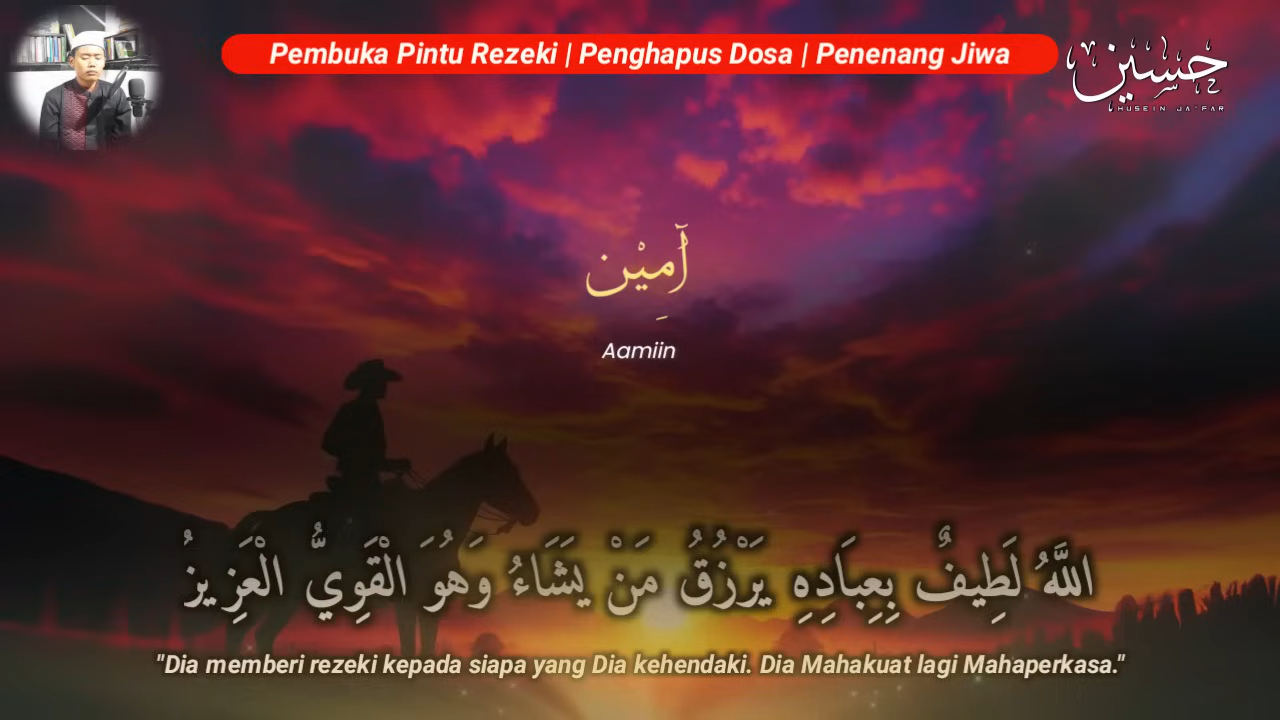 Pembuka Pintu Rezeki | Penghapus Dosa | Penenang Jiwa
حسين
HUSEIN JA'FAR
اٰمِيْن
Aamiin
اللَّهُ لَطِيفٌ بِعِبَادِهِ يَرْزُقُ مَنْ يَشَاءُ وَهُوَ الْقَوِيُّ الْعَزِيزُ
"Dia memberi rezeki kepada siapa yang Dia kehendaki. Dia Mahakuat lagi Mahaperkasa."